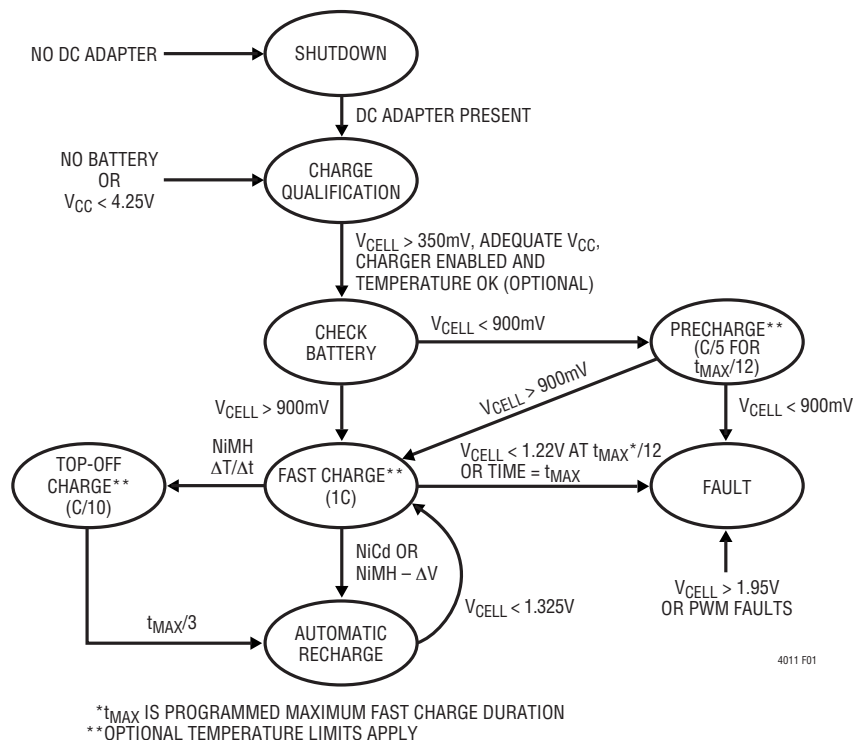 NO DC ADAPTER
SHUTDOWN
DC ADAPTER PRESENT
NO BATTERY
OR
VCC < 4.25V
CHARGE
QUALIFICATION
VCELL > 350mV, ADEQUATE VCC,
CHARGER ENABLED AND
TEMPERATURE OK (OPTIONAL)
CHECK
BATTERY
VCELL < 900mV
PRECHARGE**
(C/5 FOR
tMAX/12)
VCELL > 900mV
VCELL > 900mV
VCELL < 900mV
TOP-OFF
CHARGE**
(C/10)
NiMH
ΔT/Δt
FAST CHARGE**
(1C)
VCELL < 1.22V AT tMAX*/12
OR TIME = tMAX
FAULT
NiCd OR
NiMH – ΔV
VCELL < 1.325V
VCELL > 1.95V
OR PWM FAULTS
tMAX/3
AUTOMATIC
RECHARGE
4011 F01
*tMAX IS PROGRAMMED MAXIMUM FAST CHARGE DURATION
**OPTIONAL TEMPERATURE LIMITS APPLY